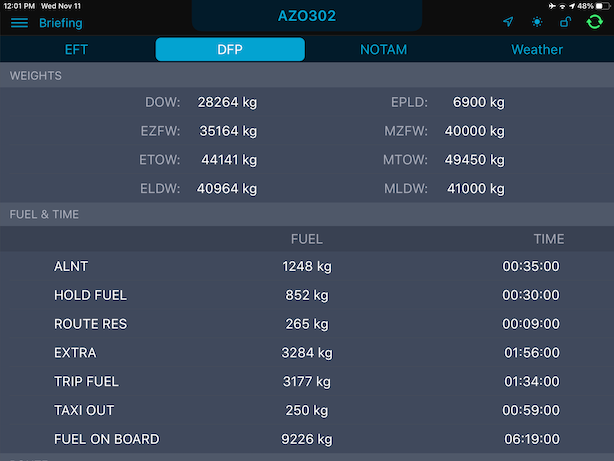 12:01 PM Wed Nov 11 48%
Briefing AZO302
EFT DFP NOTAM Weather
WEIGHTS
DOW: 28264 kg EPLD: 6900 kg
EZFW: 35164 kg MZFW: 40000 kg
ETOW: 44141 kg MTOW: 49450 kg
ELDW: 40964 kg MLDW: 41000 kg
FUEL & TIME
FUEL TIME
ALNT 1248 kg 00:35:00
HOLD FUEL 852 kg 00:30:00
ROUTE RES 265 kg 00:09:00
EXTRA 3284 kg 01:56:00
TRIP FUEL 3177 kg 01:34:00
TAXI OUT 250 kg 00:59:00
FUEL ON BOARD 9226 kg 06:19:00